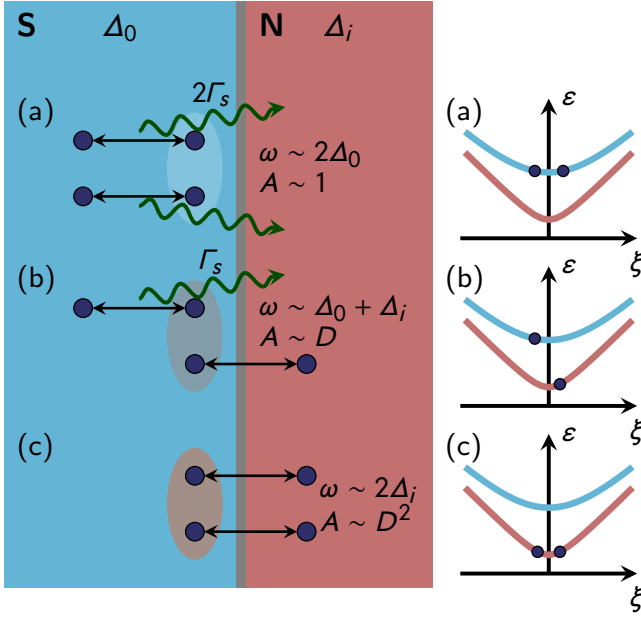 S Δ₀ N Δᵢ
(a) 2Γₛ
ω ∼ 2Δ₀
A ∼ 1
(b) Γₛ
ω ∼ Δ₀ + Δᵢ
A ∼ D
(c)
ω ∼ 2Δᵢ
A ∼ D²
(a) ε
ξ
(b) ε
ξ
(c) ε
ξ